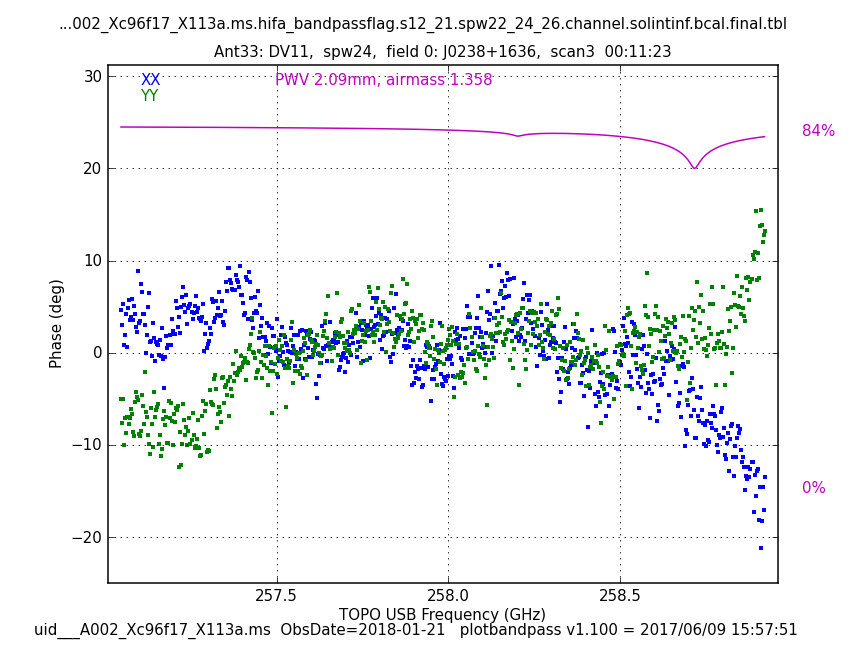 ...002_Xc96f17_X113a.ms.hifa_bandpassflag.s12_21.spw22_24_26.channel.solintinf.bcal.final.tbl
Ant33: DV11,  spw24,  field 0: J0238+1636,  scan3  00:11:23
XX
YY
PWV 2.09mm, airmass 1.358
84%
0%
30
20
10
0
−10
−20
Phase (deg)
257.5
258.0
258.5
TOPO USB Frequency (GHz)
uid___A002_Xc96f17_X113a.ms  ObsDate=2018-01-21   plotbandpass v1.100 = 2017/06/09 15:57:51